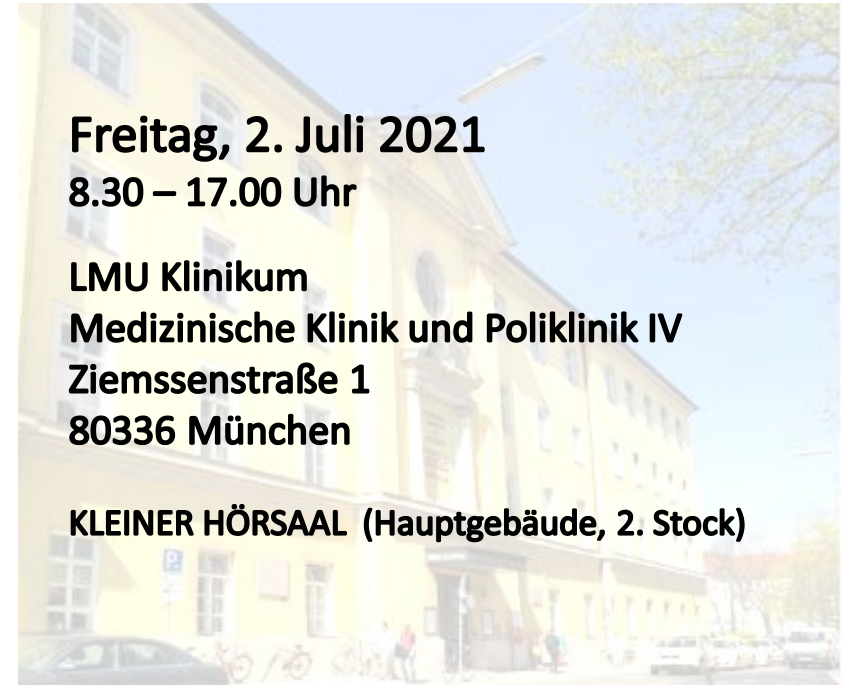 Freitag, 2. Juli 2021
8.30 – 17.00 Uhr
LMU Klinikum
Medizinische Klinik und Poliklinik IV
Ziemssenstraße 1
80336 München
KLEINER HÖRSAAL (Hauptgebäude, 2. Stock)
P